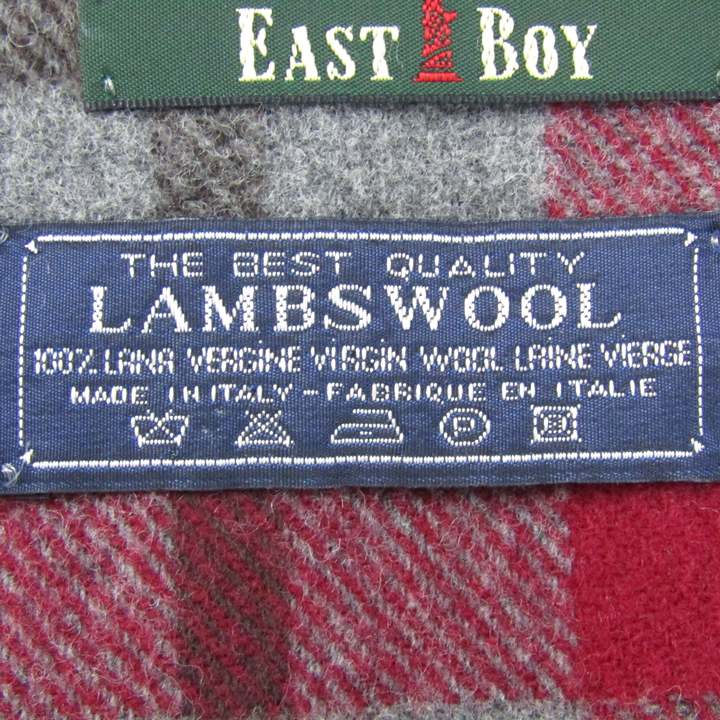 EAST BOY
THE BEST QUALITY
LAMBSWOOL
100% LANA VERGINE VIRGIN WOOL LAINE VIERGE
MADE IN ITALY - FABRIQUE EN ITALIE
P